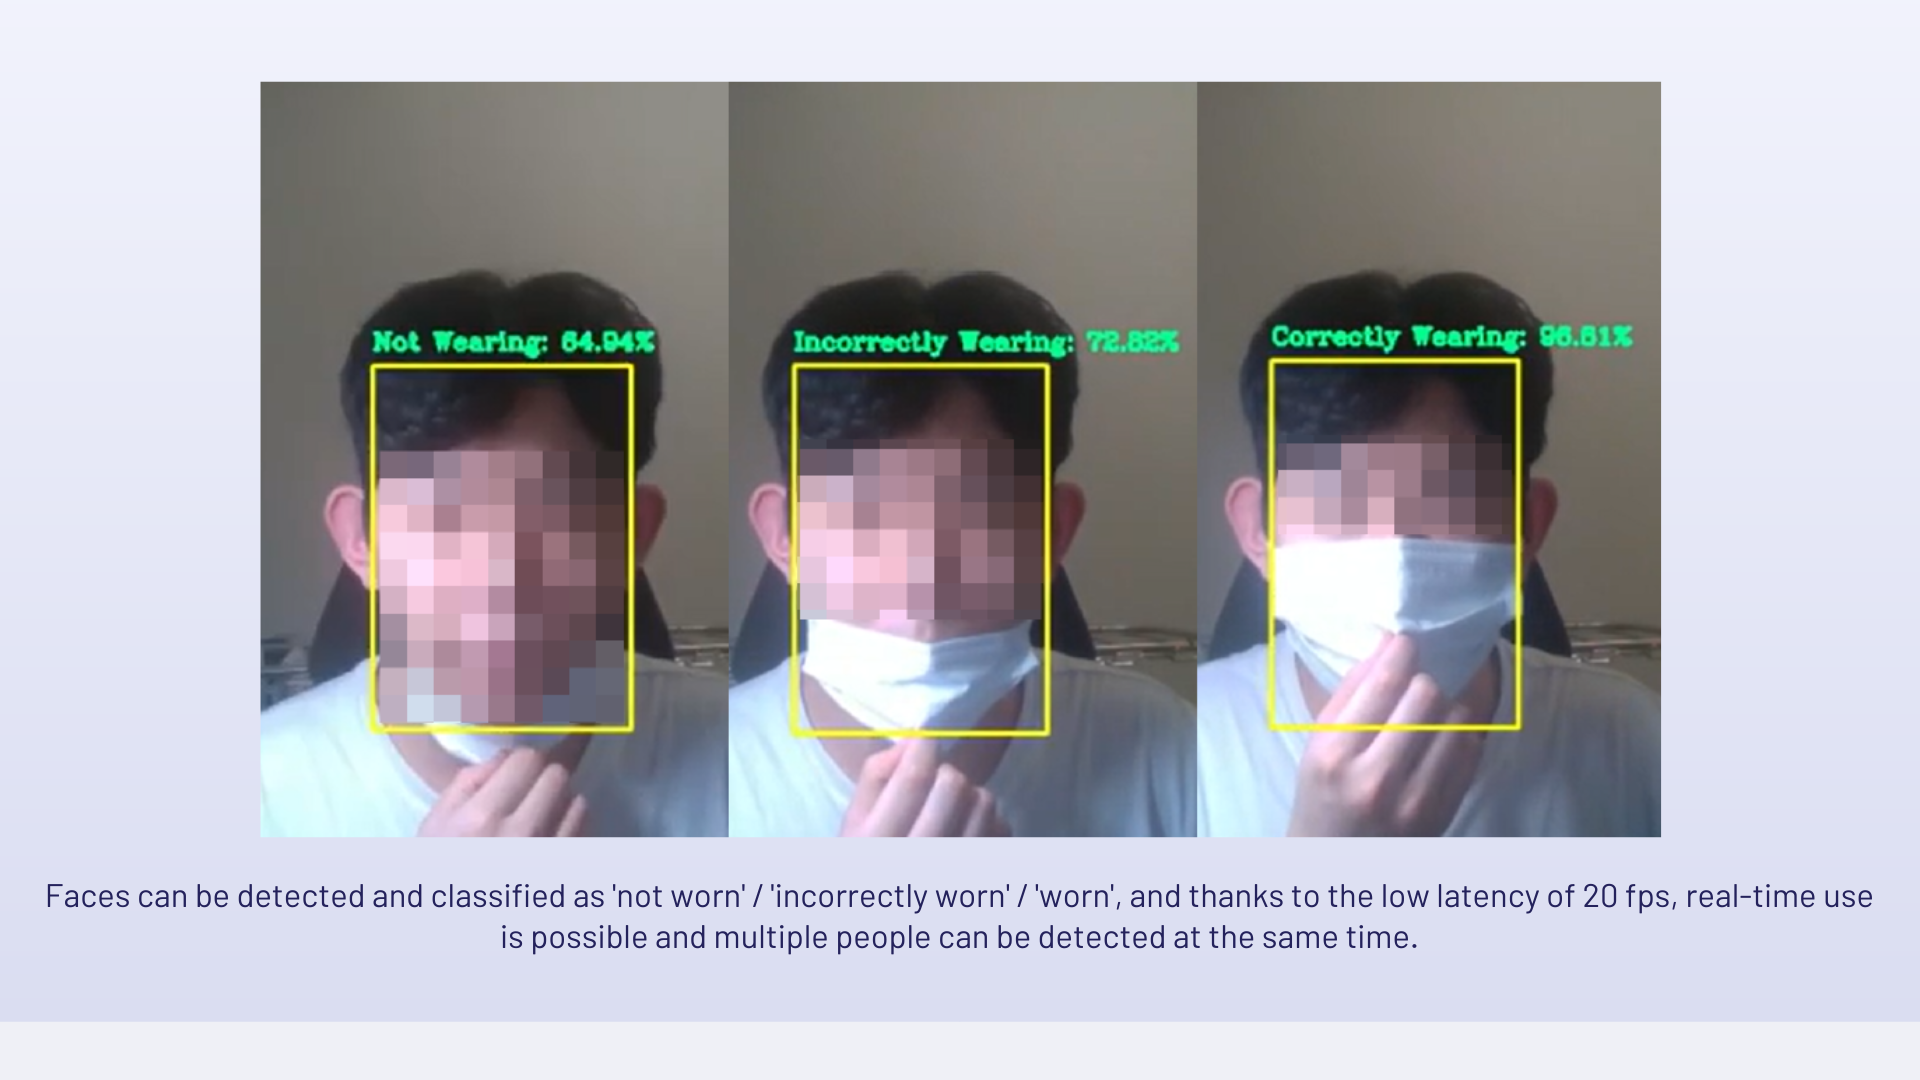 Not Wearing: 64.94%
Incorrectly Wearing: 72.82%
Correctly Wearing: 96.61%
Faces can be detected and classified as 'not worn' / 'incorrectly worn' / 'worn', and thanks to the low latency of 20 fps, real-time use
is possible and multiple people can be detected at the same time.